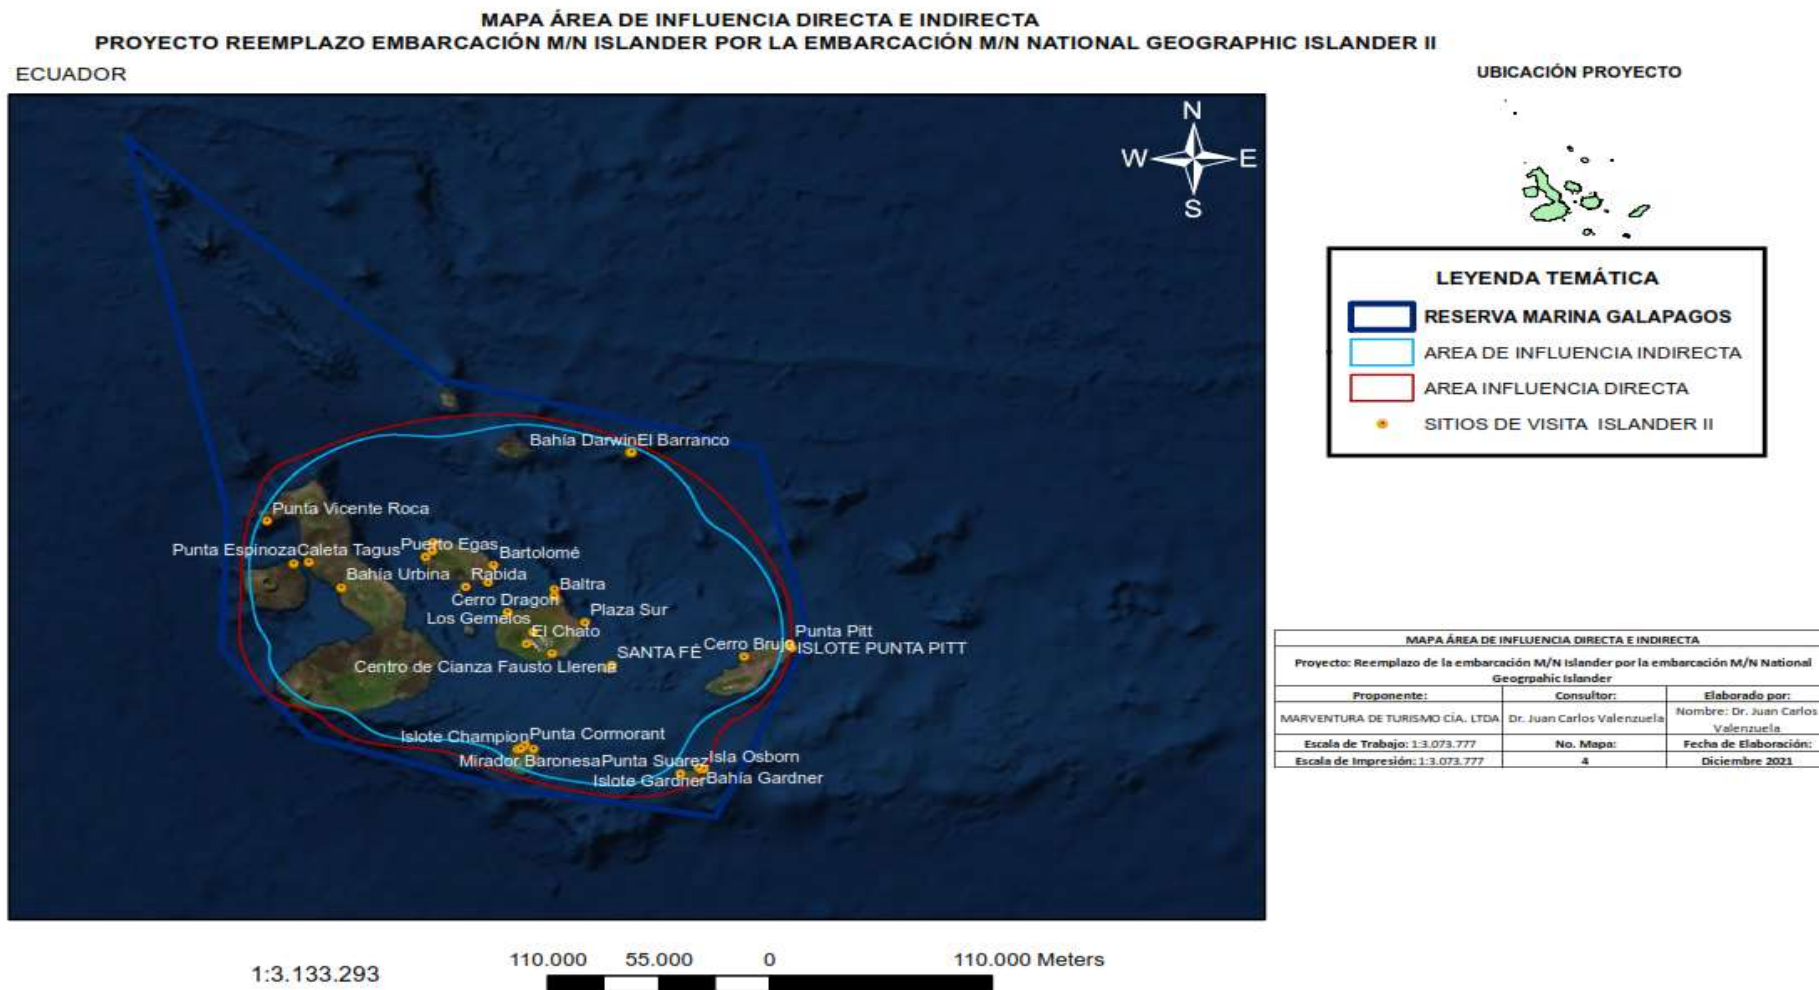 MAPA ÁREA DE INFLUENCIA DIRECTA E INDIRECTA
PROYECTO REEMPLAZO EMBARCACIÓN M/N ISLANDER POR LA EMBARCACIÓN M/N NATIONAL GEOGRAPHIC ISLANDER II
ECUADOR
UBICACIÓN PROYECTO
N
W E
S
LEYENDA TEMÁTICA
RESERVA MARINA GALAPAGOS
AREA DE INFLUENCIA INDIRECTA
AREA INFLUENCIA DIRECTA
SITIOS DE VISITA ISLANDER II
Bahía Darwin El Barranco
Punta Vicente Roca
Punta Espinoza Caleta Tagus Puerto Egas Bartolomé
Bahía Urbina Rabida Baltra
Cerro Dragon
Los Gemelos Plaza Sur
El Chato
Punta Pitt
SANTA FÉ Cerro Brujo ISLOTE PUNTA PITT
Centro de Cianza Fausto Llerena
Islote Champion Punta Cormorant
Mirador Baronesa Punta Suarez Isla Osborn
Islote Gardner Bahía Gardner
MAPA ÁREA DE INFLUENCIA DIRECTA E INDIRECTA
Proyecto: Reemplazo de la embarcación M/N Islander por la embarcación M/N National
Geogrpahic Islander
Proponente: Consultor: Elaborado por:
MARVENTURA DE TURISMO CÍA. LTDA Dr. Juan Carlos Valenzuela Nombre: Dr. Juan Carlos
Valenzuela
Escala de Trabajo: 1:3.073.777 No. Mapa: Fecha de Elaboración:
Escala de Impresión: 1:3.073.777 4 Diciembre 2021
1:3.133.293
110.000 55.000 0 110.000 Meters